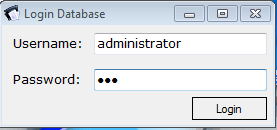 Login Database
Username: administrator
Password: •••
Login